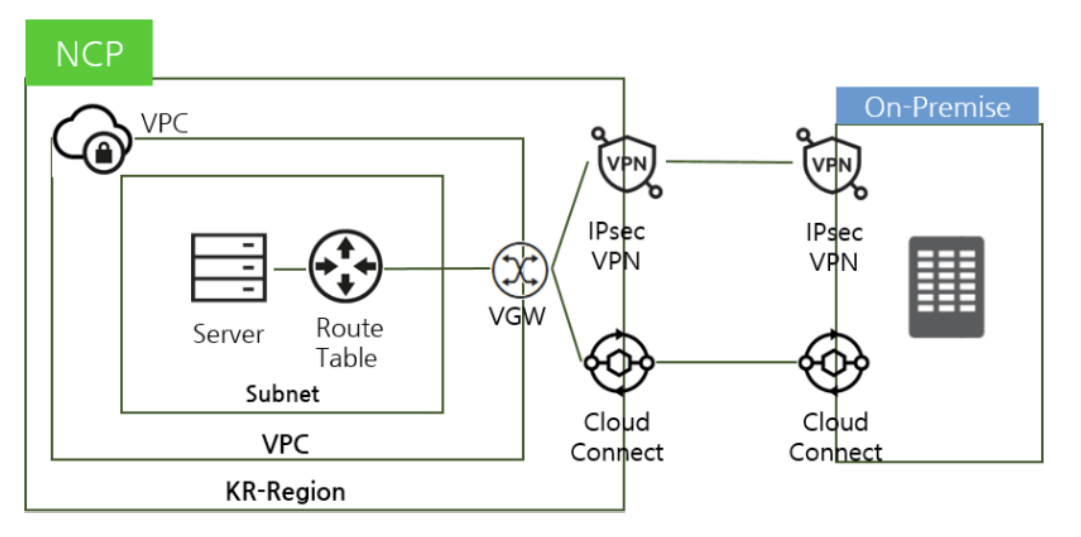 NCP
VPC
On-Premise
VPN
VPN
IPsec
VPN
IPsec
VPN
VGW
Server
Route
Table
Subnet
Cloud
Connect
Cloud
Connect
VPC
KR-Region